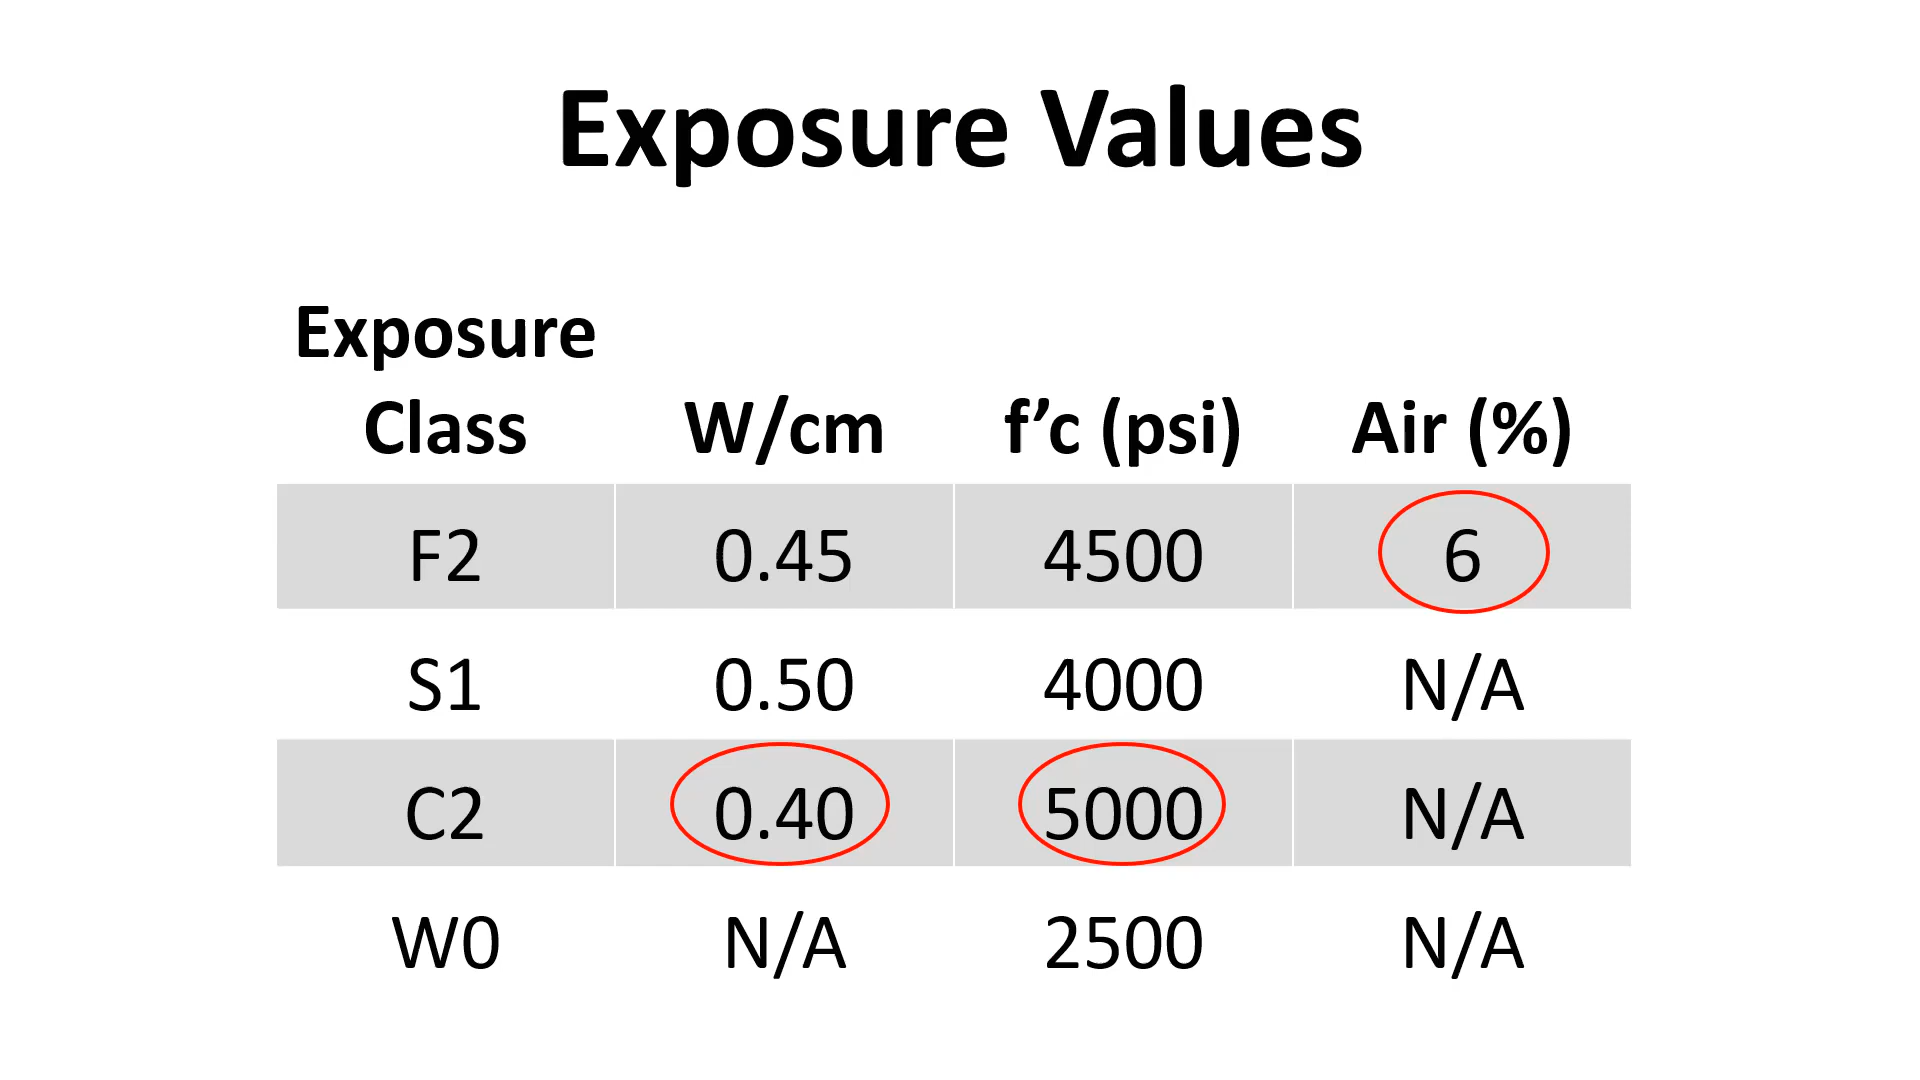 Exposure Values
Exposure
Class W/cm f’c (psi) Air (%)
F2 0.45 4500 6
S1 0.50 4000 N/A
C2 0.40 5000 N/A
W0 N/A 2500 N/A